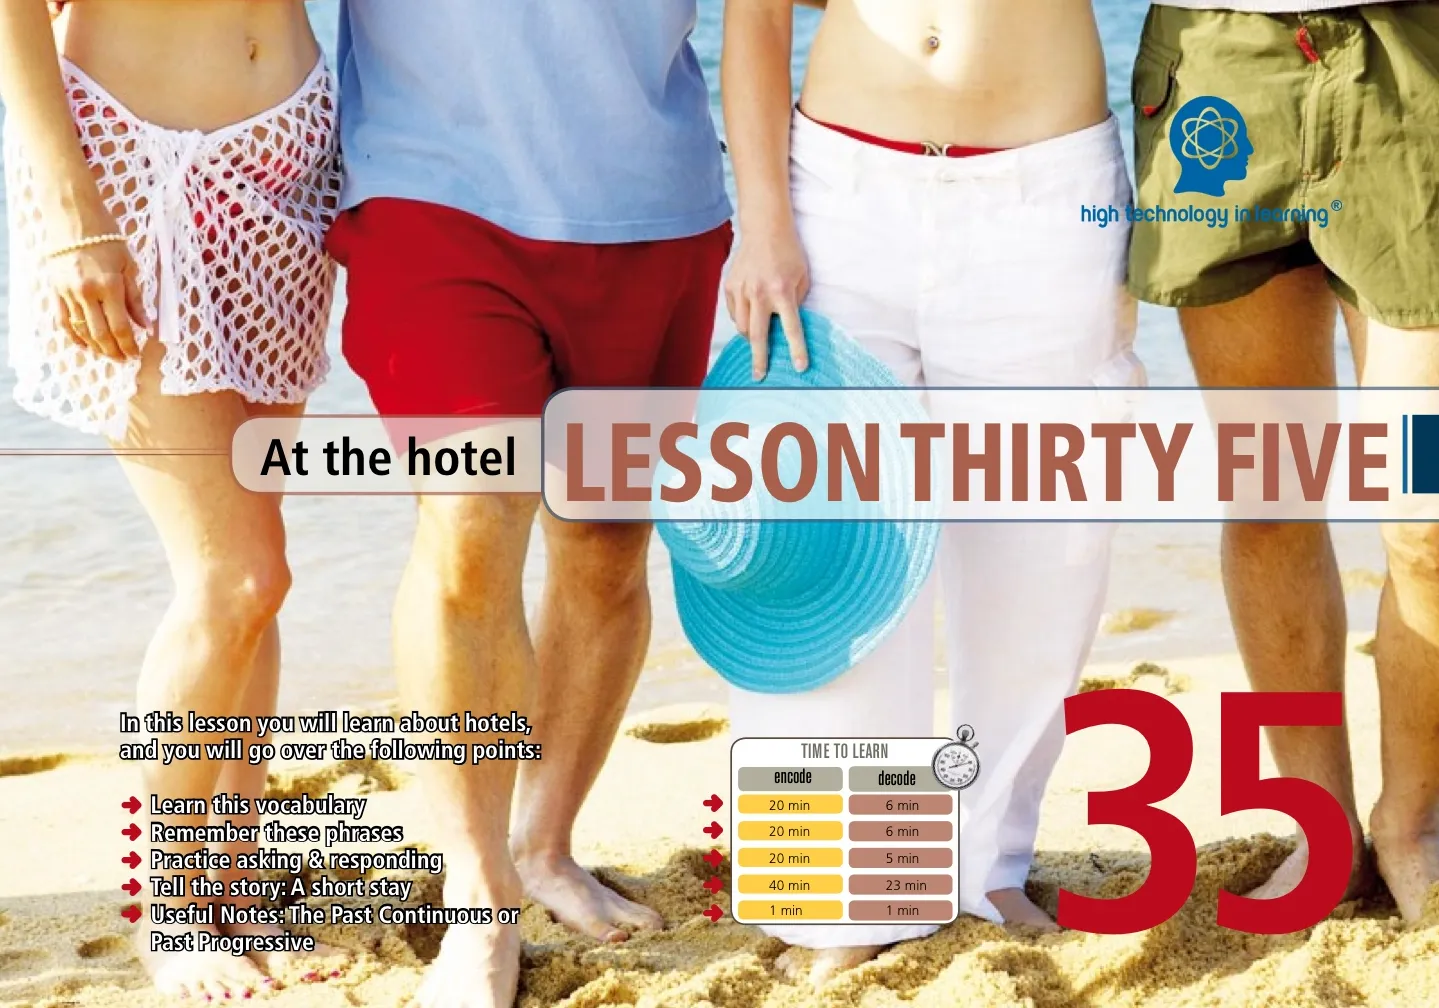 high technology in learning®
At the hotel
LESSON THIRTY FIVE
In this lesson you will learn about hotels,
and you will go over the following points:
Learn this vocabulary
Remember these phrases
Practice asking & responding
Tell the story: A short stay
Useful Notes: The Past Continuous or
Past Progressive
TIME TO LEARN
encode decode
20 min 6 min
20 min 6 min
20 min 5 min
40 min 23 min
1 min 1 min
35